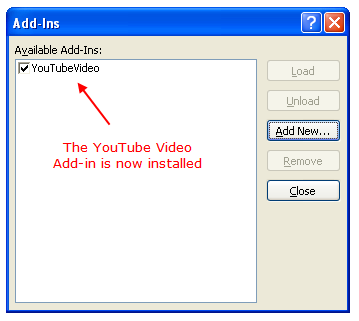 Add-Ins
Available Add-Ins:
YouTubeVideo
Load
Unload
Add New...
Remove
Close
The YouTube Video
Add-in is now installed